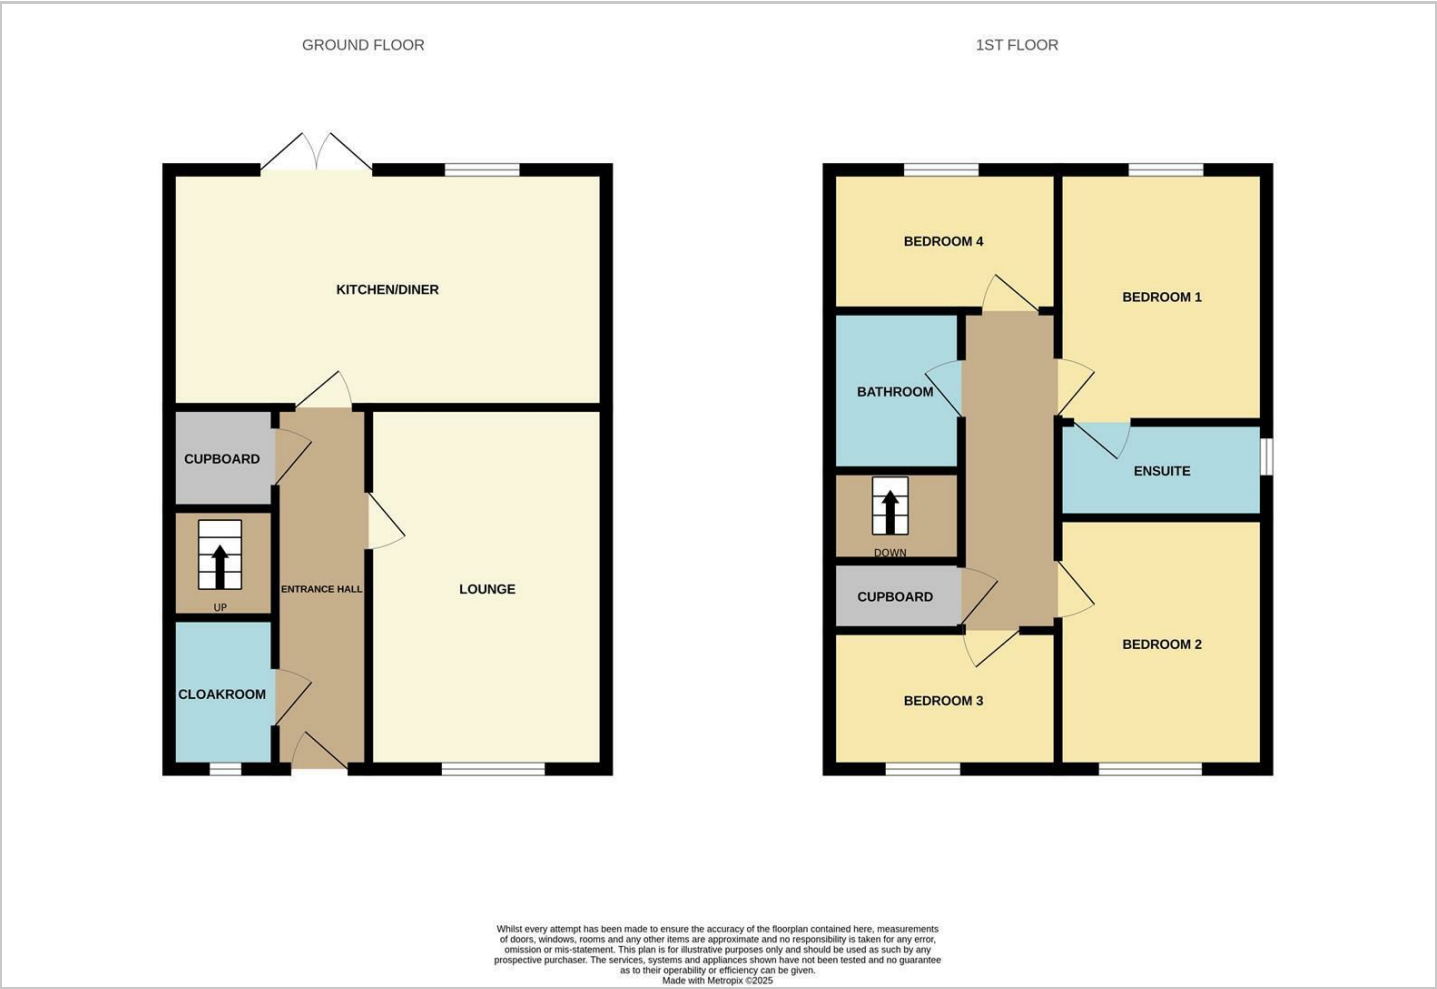 GROUND FLOOR
KITCHEN/DINER
CUPBOARD
UP
ENTRANCE HALL
LOUNGE
CLOAKROOM
1ST FLOOR
BEDROOM 4
BEDROOM 1
BATHROOM
ENSUITE
DOWN
CUPBOARD
BEDROOM 2
BEDROOM 3
Whilst every attempt has been made to ensure the accuracy of the floorplan contained here, measurements
of doors, windows, rooms and any other items are approximate and no responsibility is taken for any error,
omission or mis-statement. This plan is for illustrative purposes only and should be used as such by any
prospective purchaser. The services, systems and appliances shown have not been tested and no guarantee
as to their operability or efficiency can be given.
Made with Metropix ©2025